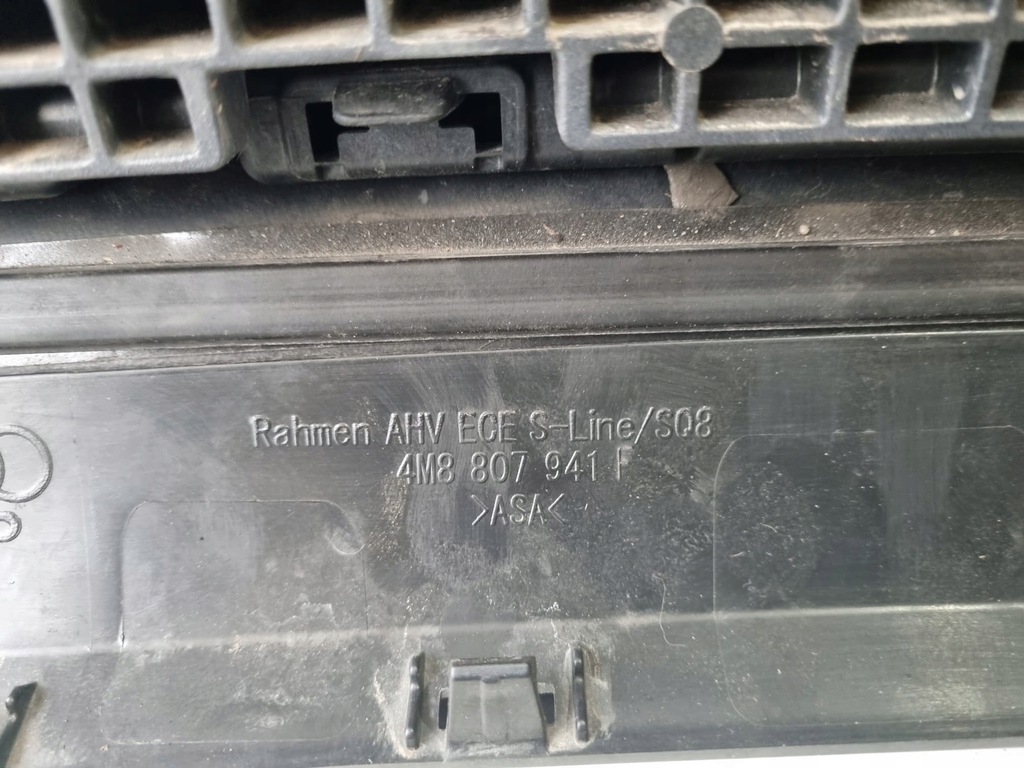 Rahmen AHV ECE S-Line/SQ8
4M8 807 941 F
>ASA<